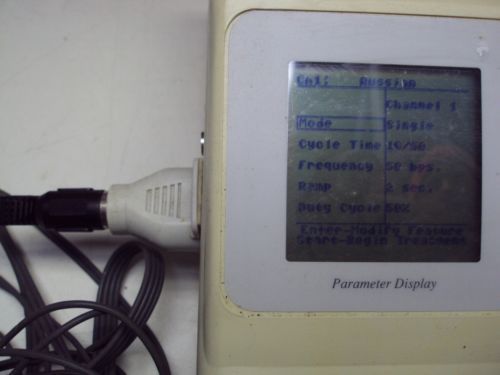 Ch1: Russian
Channel 1
Mode Single
Cycle Time 10/50
Frequency 50 bps.
Ramp 2 sec.
Duty Cycle 50%
Enter-Modify Feature
Start-Begin Treatment
Parameter Display